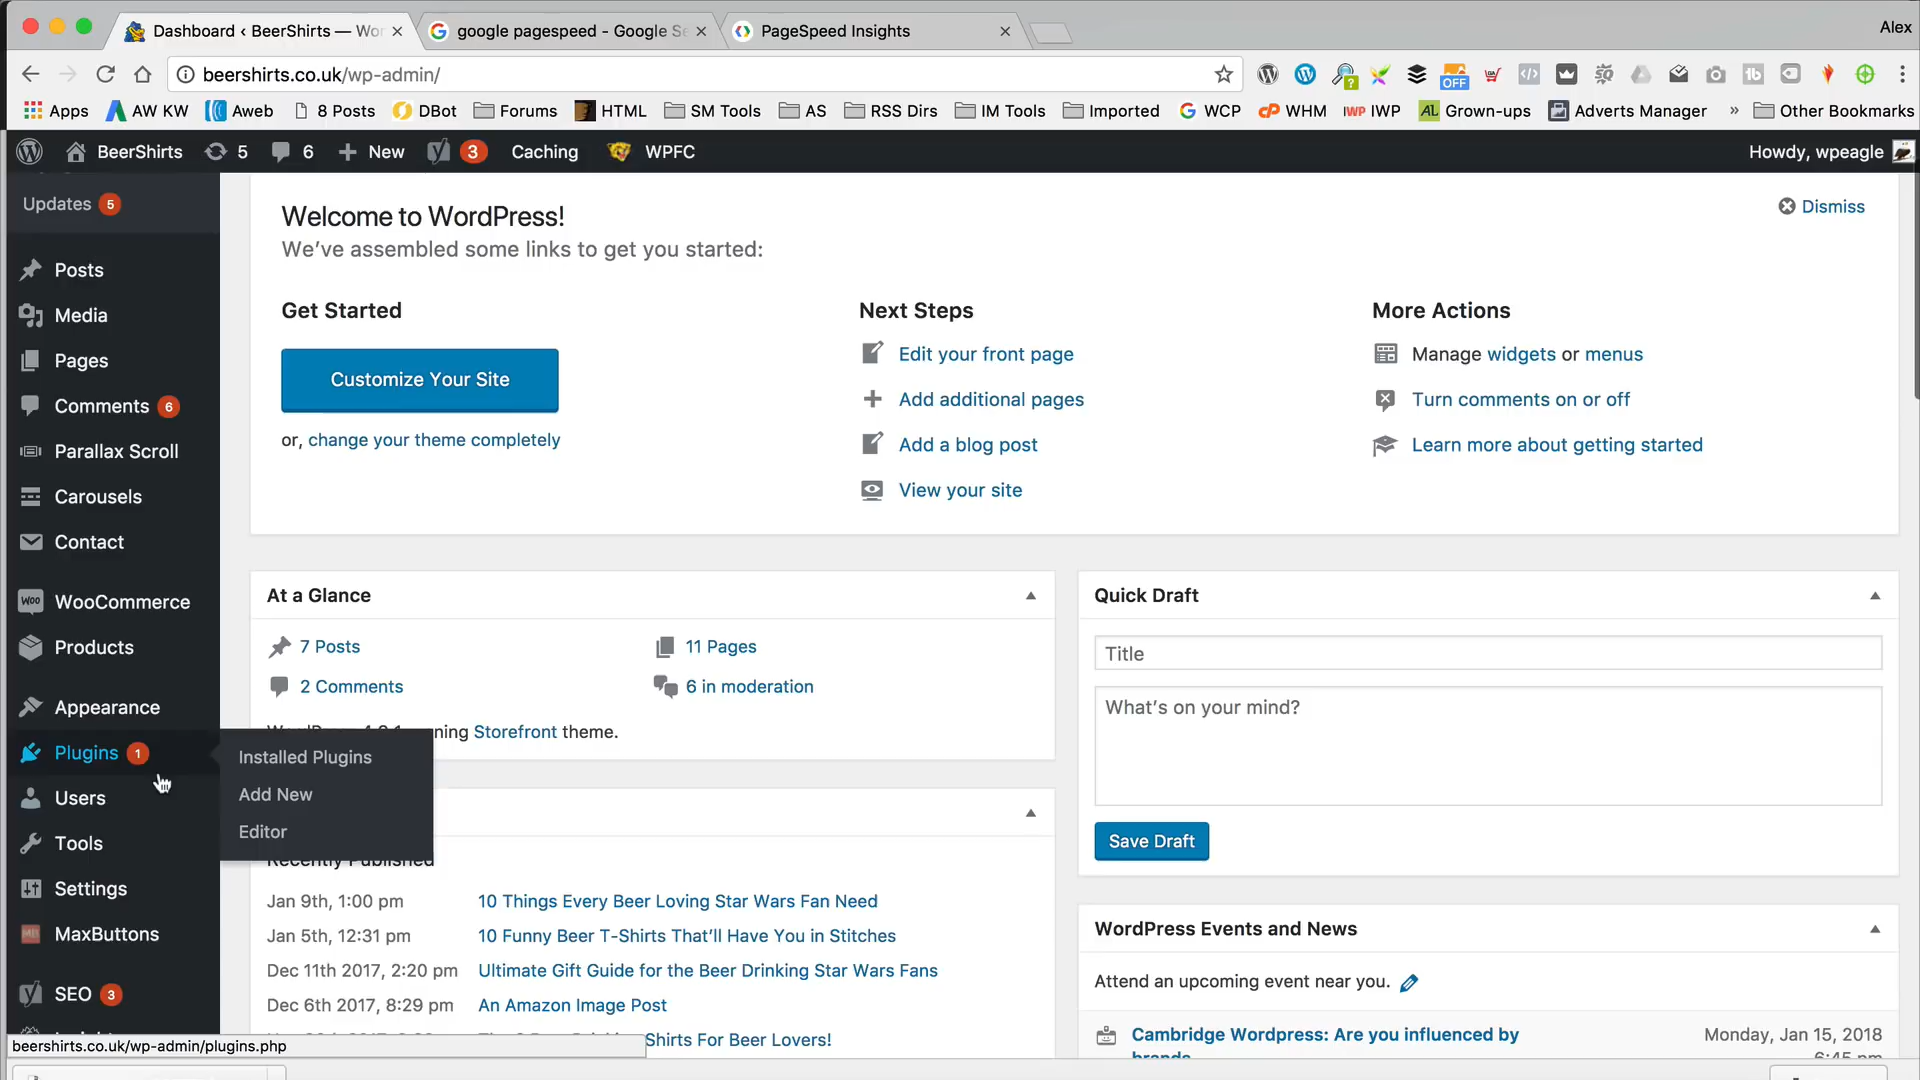 Dashboard ‹ BeerShirts — Wor
google pagespeed - Google Se
PageSpeed Insights
Alex
beershirts.co.uk/wp-admin/
OFF
Apps
AW KW
Aweb
8 Posts
DBot
Forums
HTML
SM Tools
AS
RSS Dirs
IM Tools
Imported
WCP
WHM
IWP
Grown-ups
Adverts Manager
»
Other Bookmarks
BeerShirts
5
6
New
3
Caching
WPFC
Howdy, wpeagle
Updates 5
Posts
Media
Pages
Comments 6
Parallax Scroll
Carousels
Contact
WooCommerce
Products
Appearance
Plugins 1
Users
Tools
Settings
MaxButtons
SEO 3
Installed Plugins
Add New
Editor
Welcome to WordPress!
We've assembled some links to get you started:
Dismiss
Get Started
Customize Your Site
or, change your theme completely
Next Steps
Edit your front page
Add additional pages
Add a blog post
View your site
More Actions
Manage widgets or menus
Turn comments on or off
Learn more about getting started
At a Glance
7 Posts
11 Pages
2 Comments
6 in moderation
ning Storefront theme.
Recently Published
Jan 9th, 1:00 pm 10 Things Every Beer Loving Star Wars Fan Need
Jan 5th, 12:31 pm 10 Funny Beer T-Shirts That'll Have You in Stitches
Dec 11th 2017, 2:20 pm Ultimate Gift Guide for the Beer Drinking Star Wars Fans
Dec 6th 2017, 8:29 pm An Amazon Image Post
Shirts For Beer Lovers!
Quick Draft
Title
What's on your mind?
Save Draft
WordPress Events and News
Attend an upcoming event near you.
Cambridge Wordpress: Are you influenced by
brands
Monday, Jan 15, 2018
6:45 pm
beershirts.co.uk/wp-admin/plugins.php